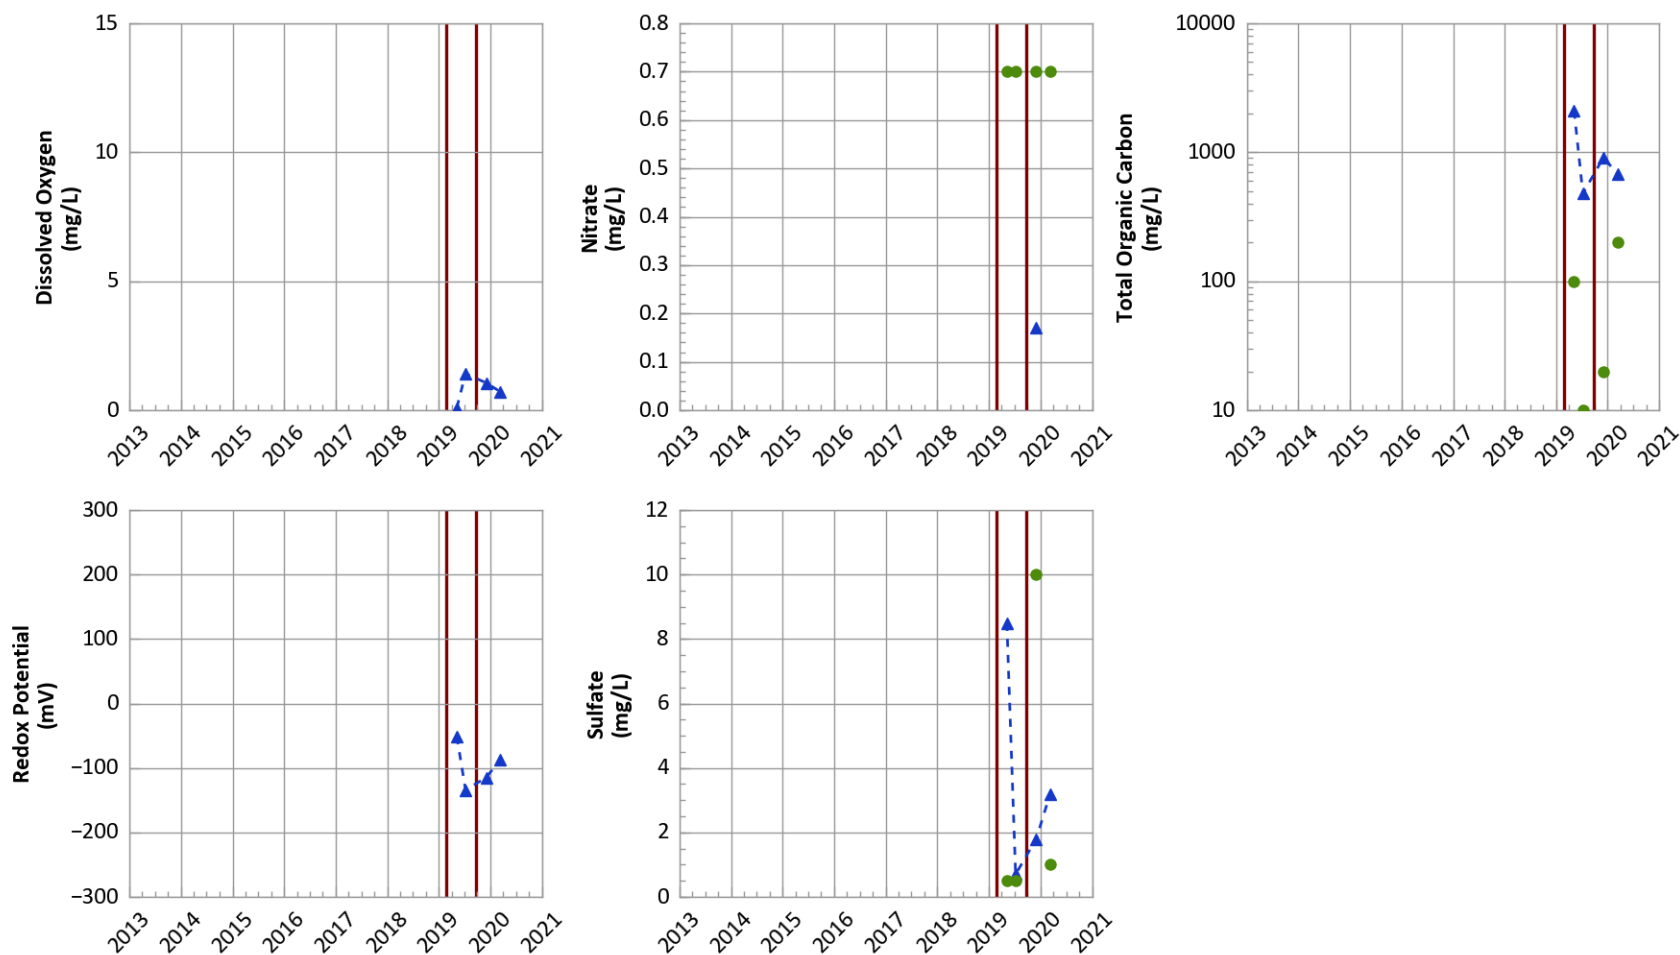 Dissolved Oxygen
(mg/L)
15
10
5
0
2013 2014 2015 2016 2017 2018 2019 2020 2021
Nitrate
(mg/L)
0.8
0.7
0.6
0.5
0.4
0.3
0.2
0.1
0.0
2013 2014 2015 2016 2017 2018 2019 2020 2021
Total Organic Carbon
(mg/L)
10000
1000
100
10
2013 2014 2015 2016 2017 2018 2019 2020 2021
Redox Potential
(mV)
300
200
100
0
−100
−200
−300
2013 2014 2015 2016 2017 2018 2019 2020 2021
Sulfate
(mg/L)
12
10
8
6
4
2
0
2013 2014 2015 2016 2017 2018 2019 2020 2021